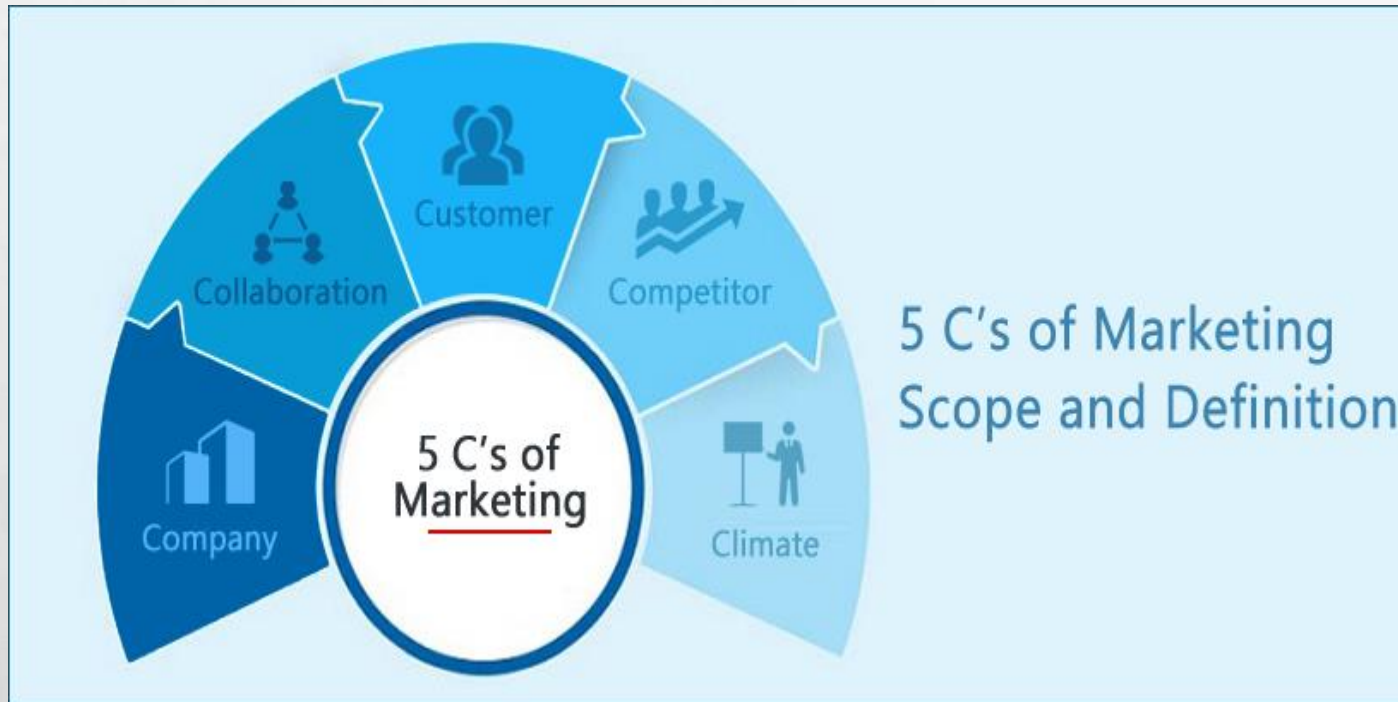 Customer
Collaboration
Competitor
Company
Climate
5 C's of
Marketing
5 C's of Marketing
Scope and Definition